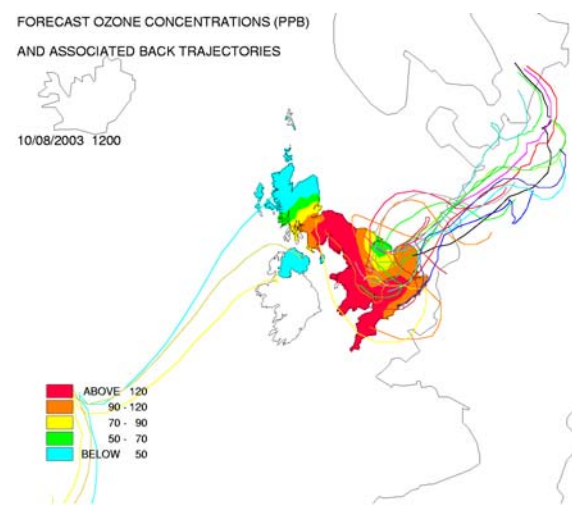 FORECAST OZONE CONCENTRATIONS (PPB)
AND ASSOCIATED BACK TRAJECTORIES
10/08/2003 1200
ABOVE 120
90 - 120
70 - 90
50 - 70
BELOW 50